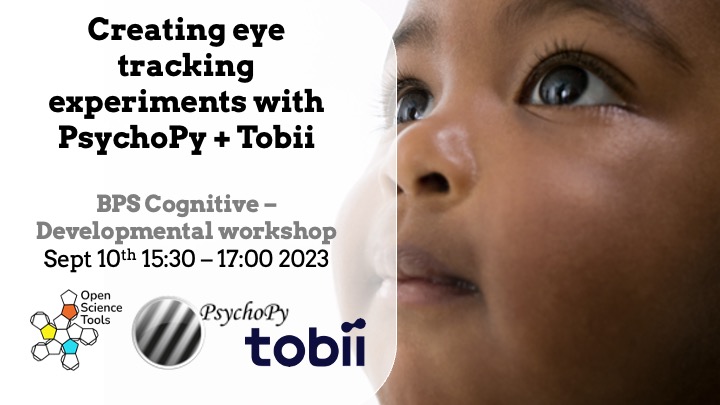 Creating eye
tracking
experiments with
PsychoPy + Tobii
BPS Cognitive –
Developmental workshop
Sept 10th 15:30 – 17:00 2023
Open
Science
Tools
PsychoPy
tobii